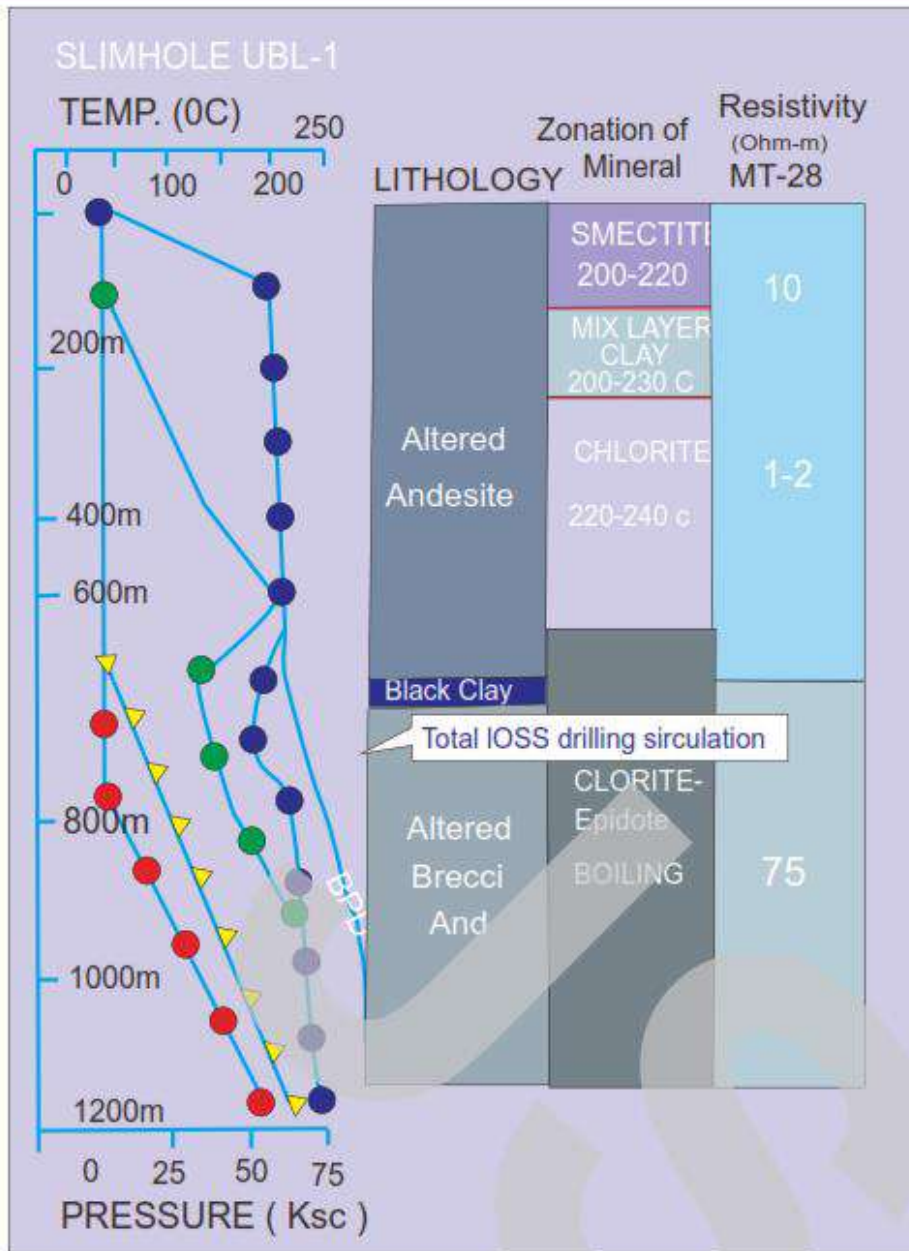 SLIMHOLE UBL-1
TEMP. (0C)
250
0
100
200
200m
400m
600m
800m
1000m
1200m
0
25
50
75
PRESSURE ( Ksc )
BPD
LITHOLOGY
Altered
Andesite
Black Clay
Total lOSS drilling sirculation
Altered
Brecci
And
Zonation of
Mineral
SMECTITE
200-220
MIX LAYER
CLAY
200-230 C
CHLORITE
220-240 c
CLORITE-
Epidote
BOILING
Resistivity
(Ohm-m)
MT-28
10
1-2
75